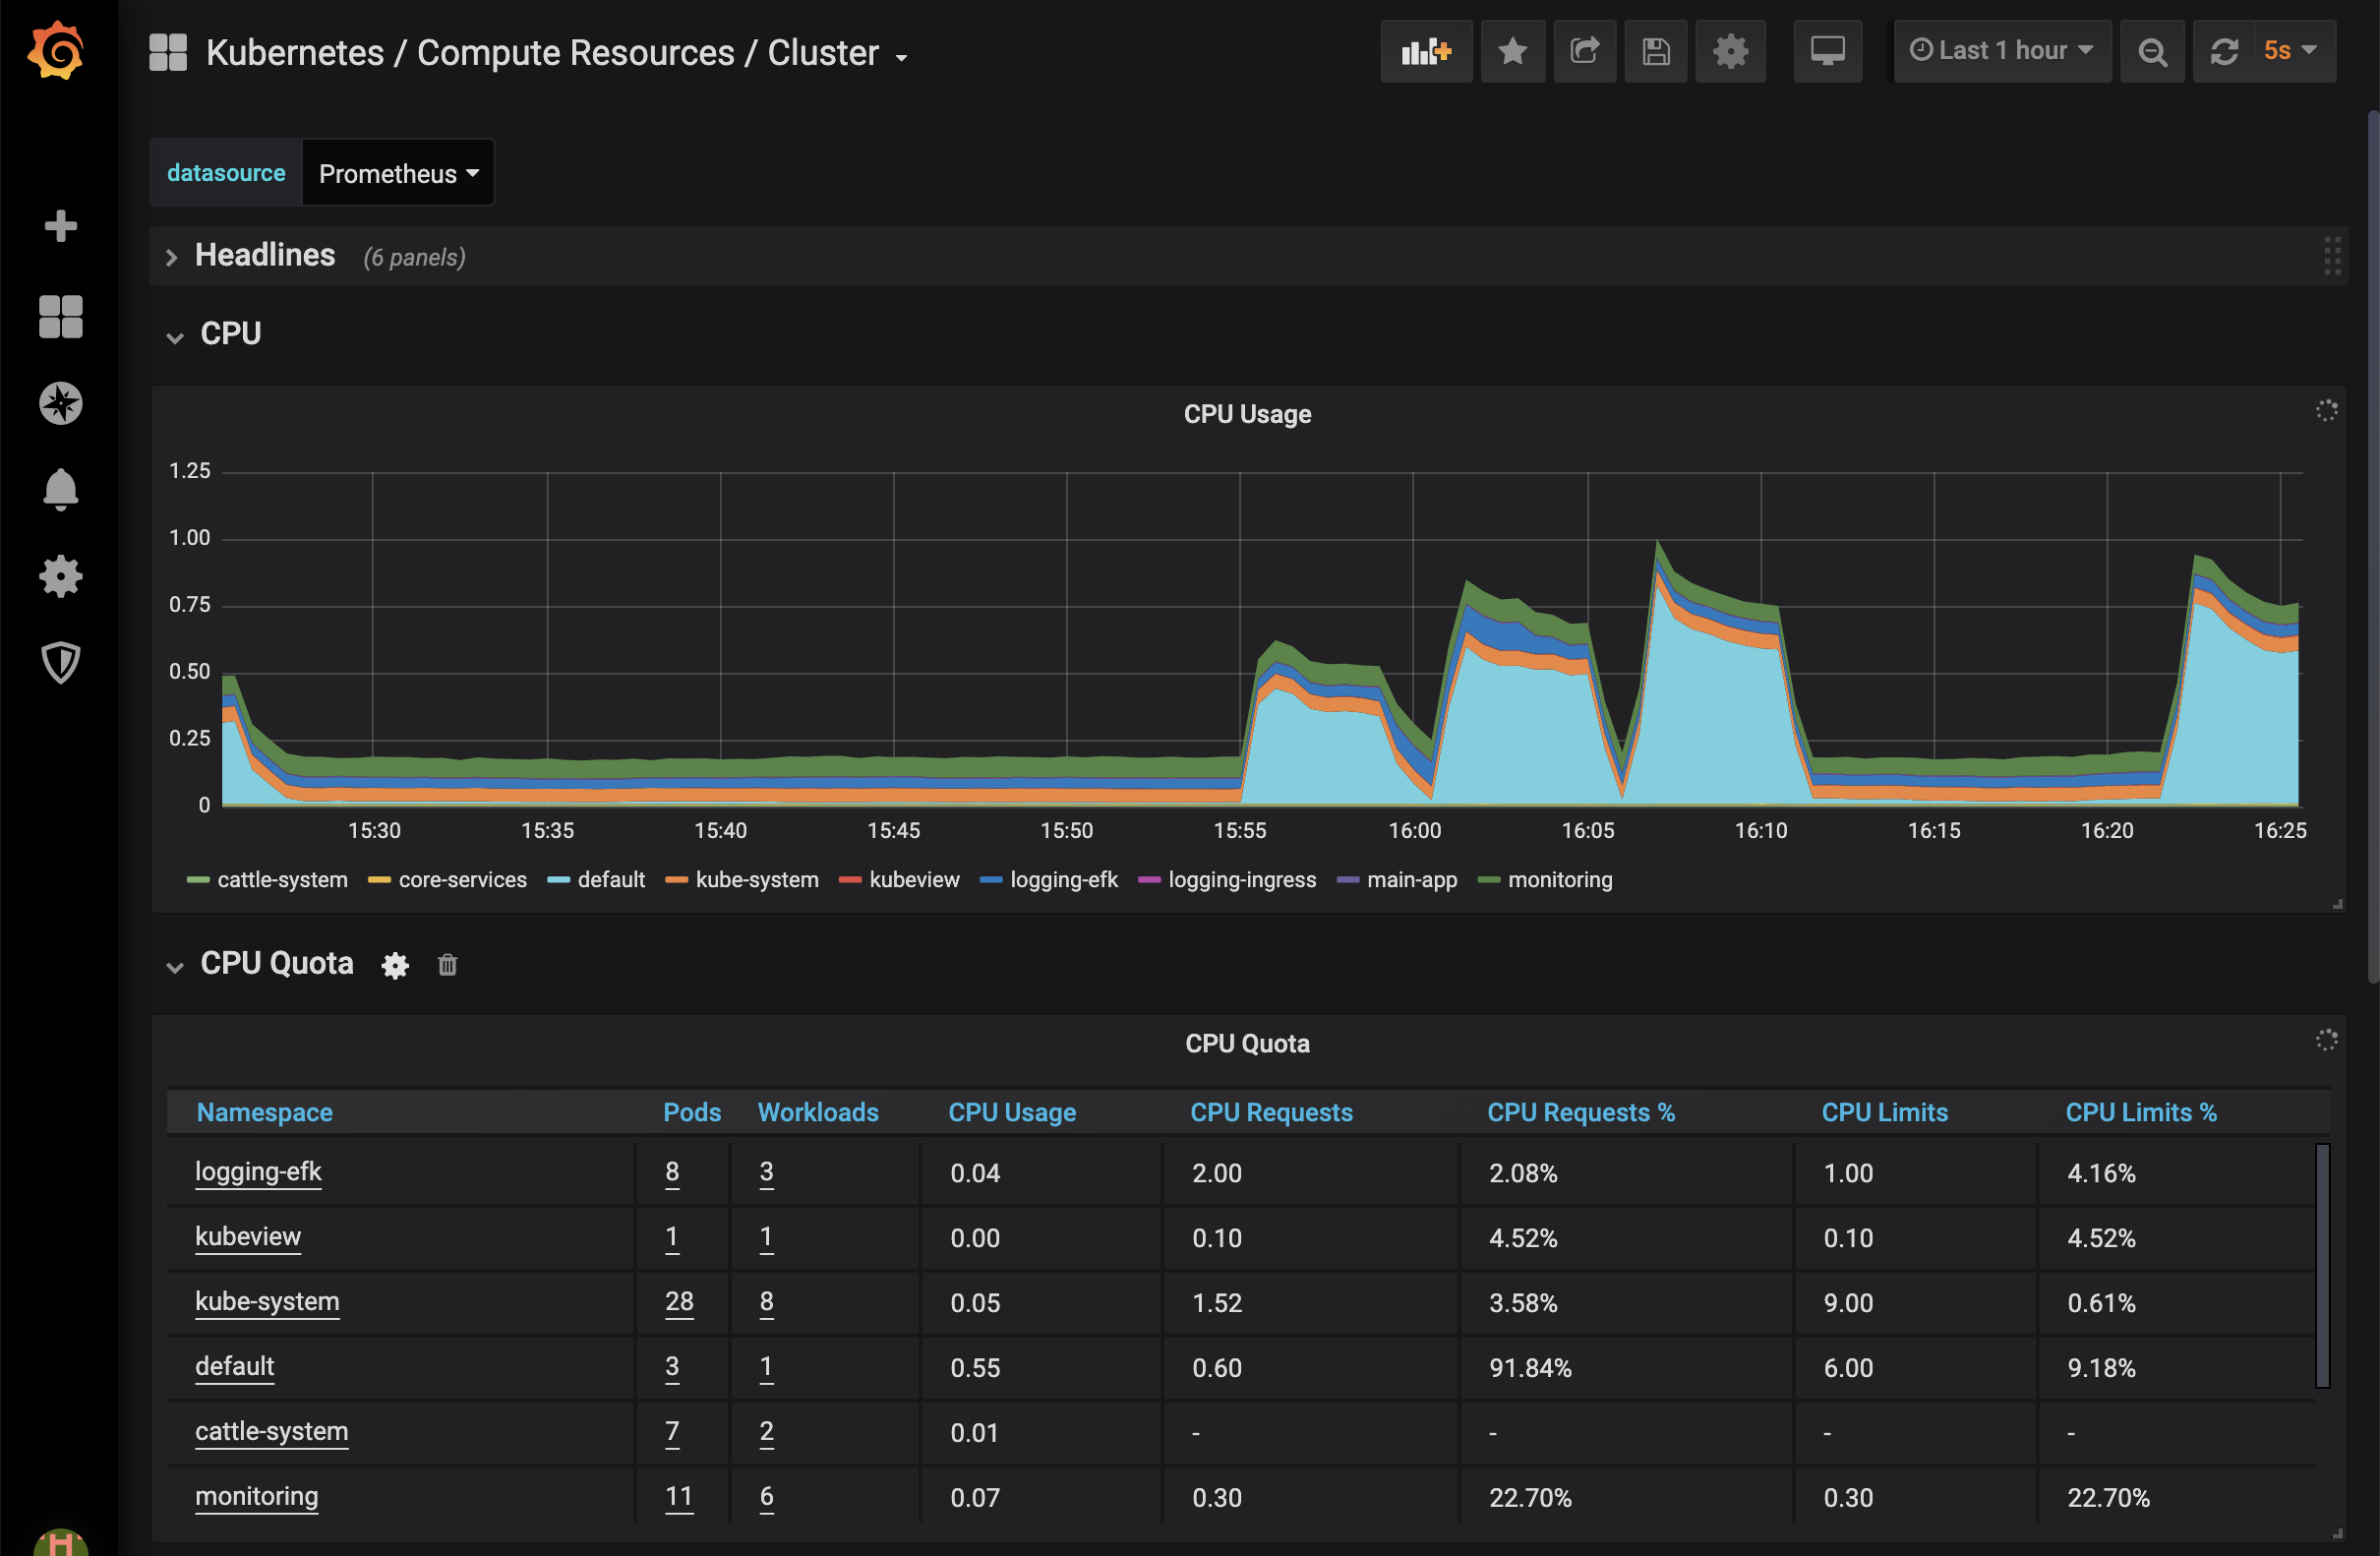 Kubernetes / Compute Resources / Cluster
Last 1 hour
5s
datasource Prometheus
Headlines (6 panels)
CPU
CPU Usage
1.25
1.00
0.75
0.50
0.25
0
15:30 15:35 15:40 15:45 15:50 15:55 16:00 16:05 16:10 16:15 16:20 16:25
cattle-system core-services default kube-system kubeview logging-efk logging-ingress main-app monitoring
CPU Quota
CPU Quota
Namespace Pods Workloads CPU Usage CPU Requests CPU Requests % CPU Limits CPU Limits %
logging-efk 8 3 0.04 2.00 2.08% 1.00 4.16%
kubeview 1 1 0.00 0.10 4.52% 0.10 4.52%
kube-system 28 8 0.05 1.52 3.58% 9.00 0.61%
default 3 1 0.55 0.60 91.84% 6.00 9.18%
cattle-system 7 2 0.01 - - - -
monitoring 11 6 0.07 0.30 22.70% 0.30 22.70%